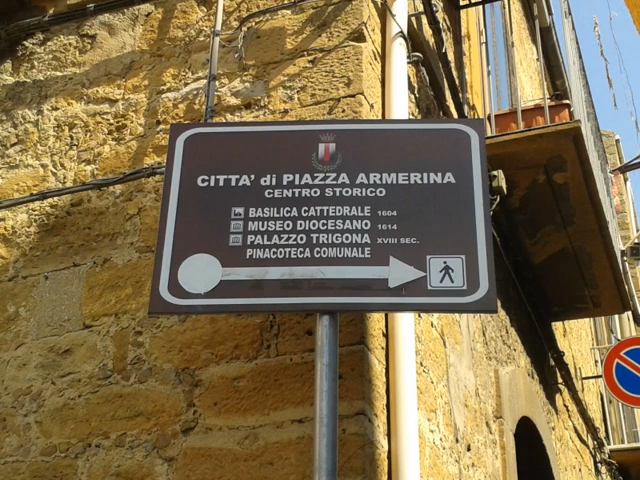 CITTA' di PIAZZA ARMERINA
CENTRO STORICO
BASILICA CATTEDRALE 1604
MUSEO DIOCESANO 1614
PALAZZO TRIGONA XVIII SEC.
PINACOTECA COMUNALE